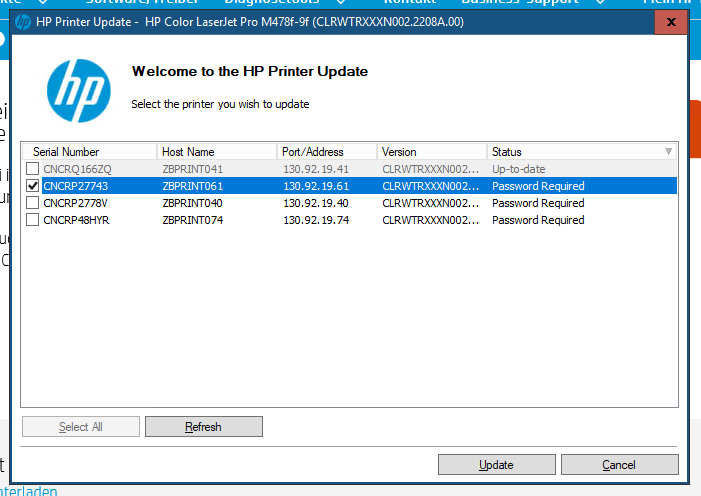 Software/Treiber Diagnosetools Kontakt Business-Support
HP Printer Update - HP Color LaserJet Pro M478f-9f (CLRWTRXXXN002.2208A.00)
X
hp
Welcome to the HP Printer Update
Select the printer you wish to update
Serial Number Host Name Port/Address Version Status
CNCRQ166ZQ ZBPRINT041 130.92.19.41 CLRWTRXXXN002... Up-to-date
CNCRP27743 ZBPRINT061 130.92.19.61 CLRWTRXXXN002... Password Required
CNCRP2778V ZBPRINT040 130.92.19.40 CLRWTRXXXN002... Password Required
CNCRP48HYR ZBPRINT074 130.92.19.74 CLRWTRXXXN002... Password Required
Select All Refresh
Update Cancel
nterladen